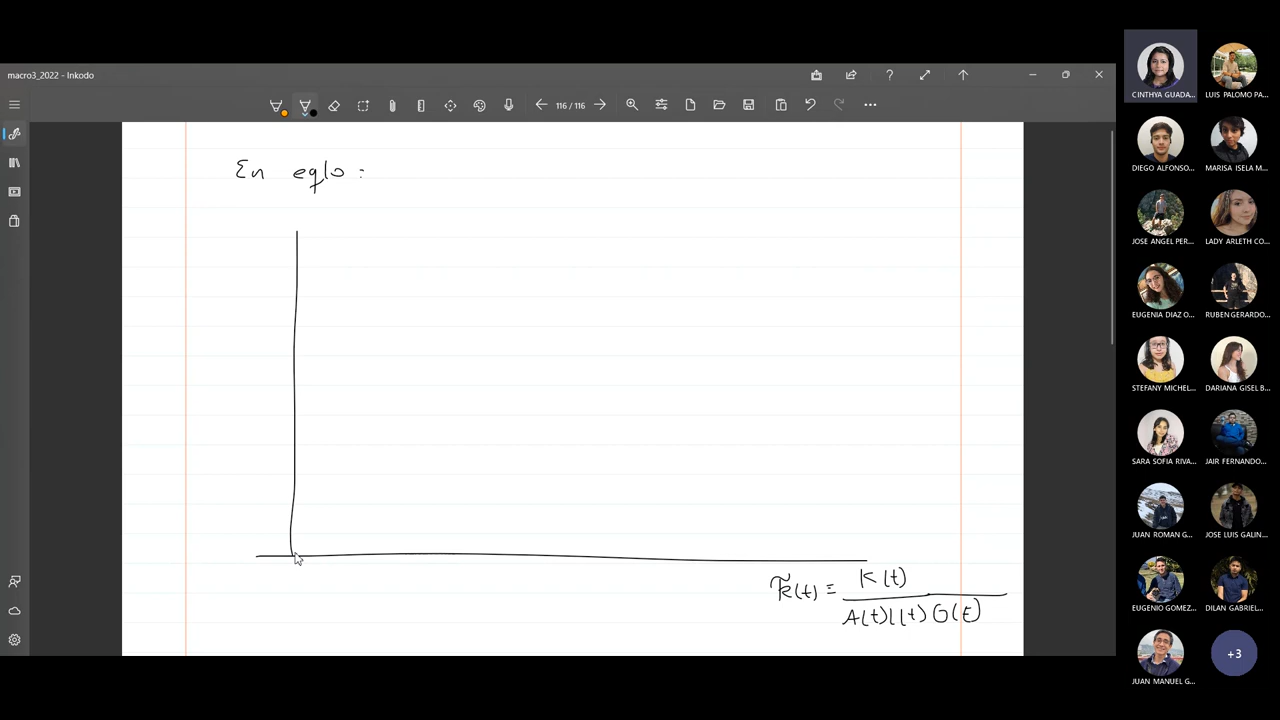 macro3_2022 - Inkodo
116 / 116
En eqlo :
k̃(t) = K(t) / A(t)L(t) G(t)
CINTHYA GUADA...
LUIS PALOMO PA...
DIEGO ALFONSO...
MARISA ISELA M...
JOSE ANGEL PER...
LADY ARLETH CO...
EUGENIA DIAZ O...
RUBEN GERARDO...
STEFANY MICHEL...
DARIANA GISEL B...
SARA SOFIA RIVA...
JAIR FERNANDO...
JUAN ROMAN G...
JOSE LUIS GALIN...
EUGENIO GOMEZ...
DILAN GABRIEL...
JUAN MANUEL G...
+3